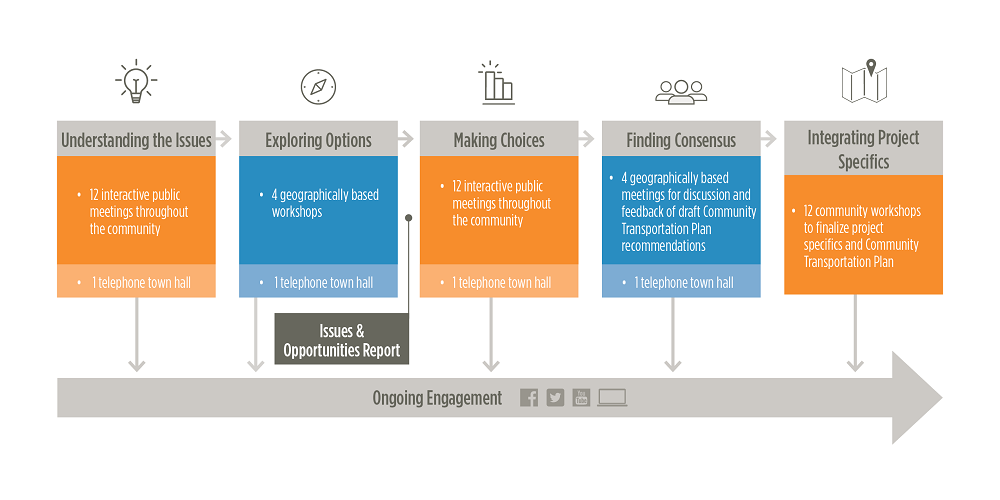 Understanding the Issues
• 12 interactive public
meetings throughout
the community
• 1 telephone town hall
Exploring Options
• 4 geographically based
workshops
• 1 telephone town hall
Issues &
Opportunities Report
Making Choices
• 12 interactive public
meetings throughout
the community
• 1 telephone town hall
Finding Consensus
• 4 geographically based
meetings for discussion and
feedback of draft Community
Transportation Plan
recommendations
• 1 telephone town hall
Integrating Project
Specifics
• 12 community workshops
to finalize project
specifics and Community
Transportation Plan
Ongoing Engagement
You
Tube